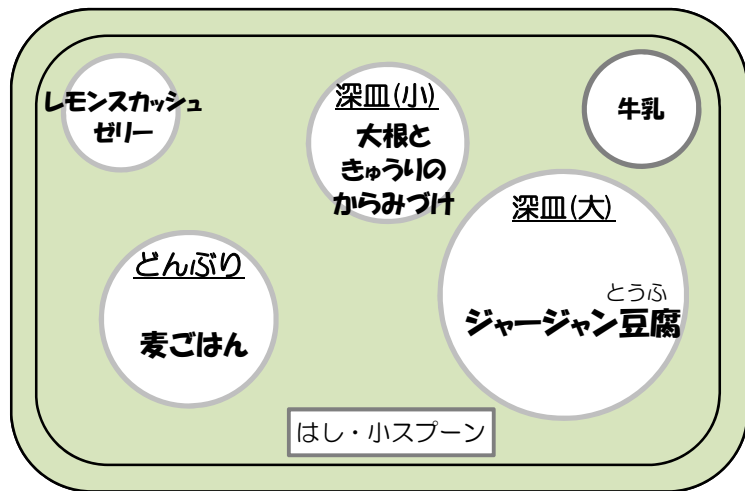 レモンスカッシュ
ゼリー
深皿(小)
大根と
きゅうりの
からみづけ
牛乳
どんぶり
麦ごはん
深皿(大)
とうふ
ジャージャン豆腐
はし・小スプーン